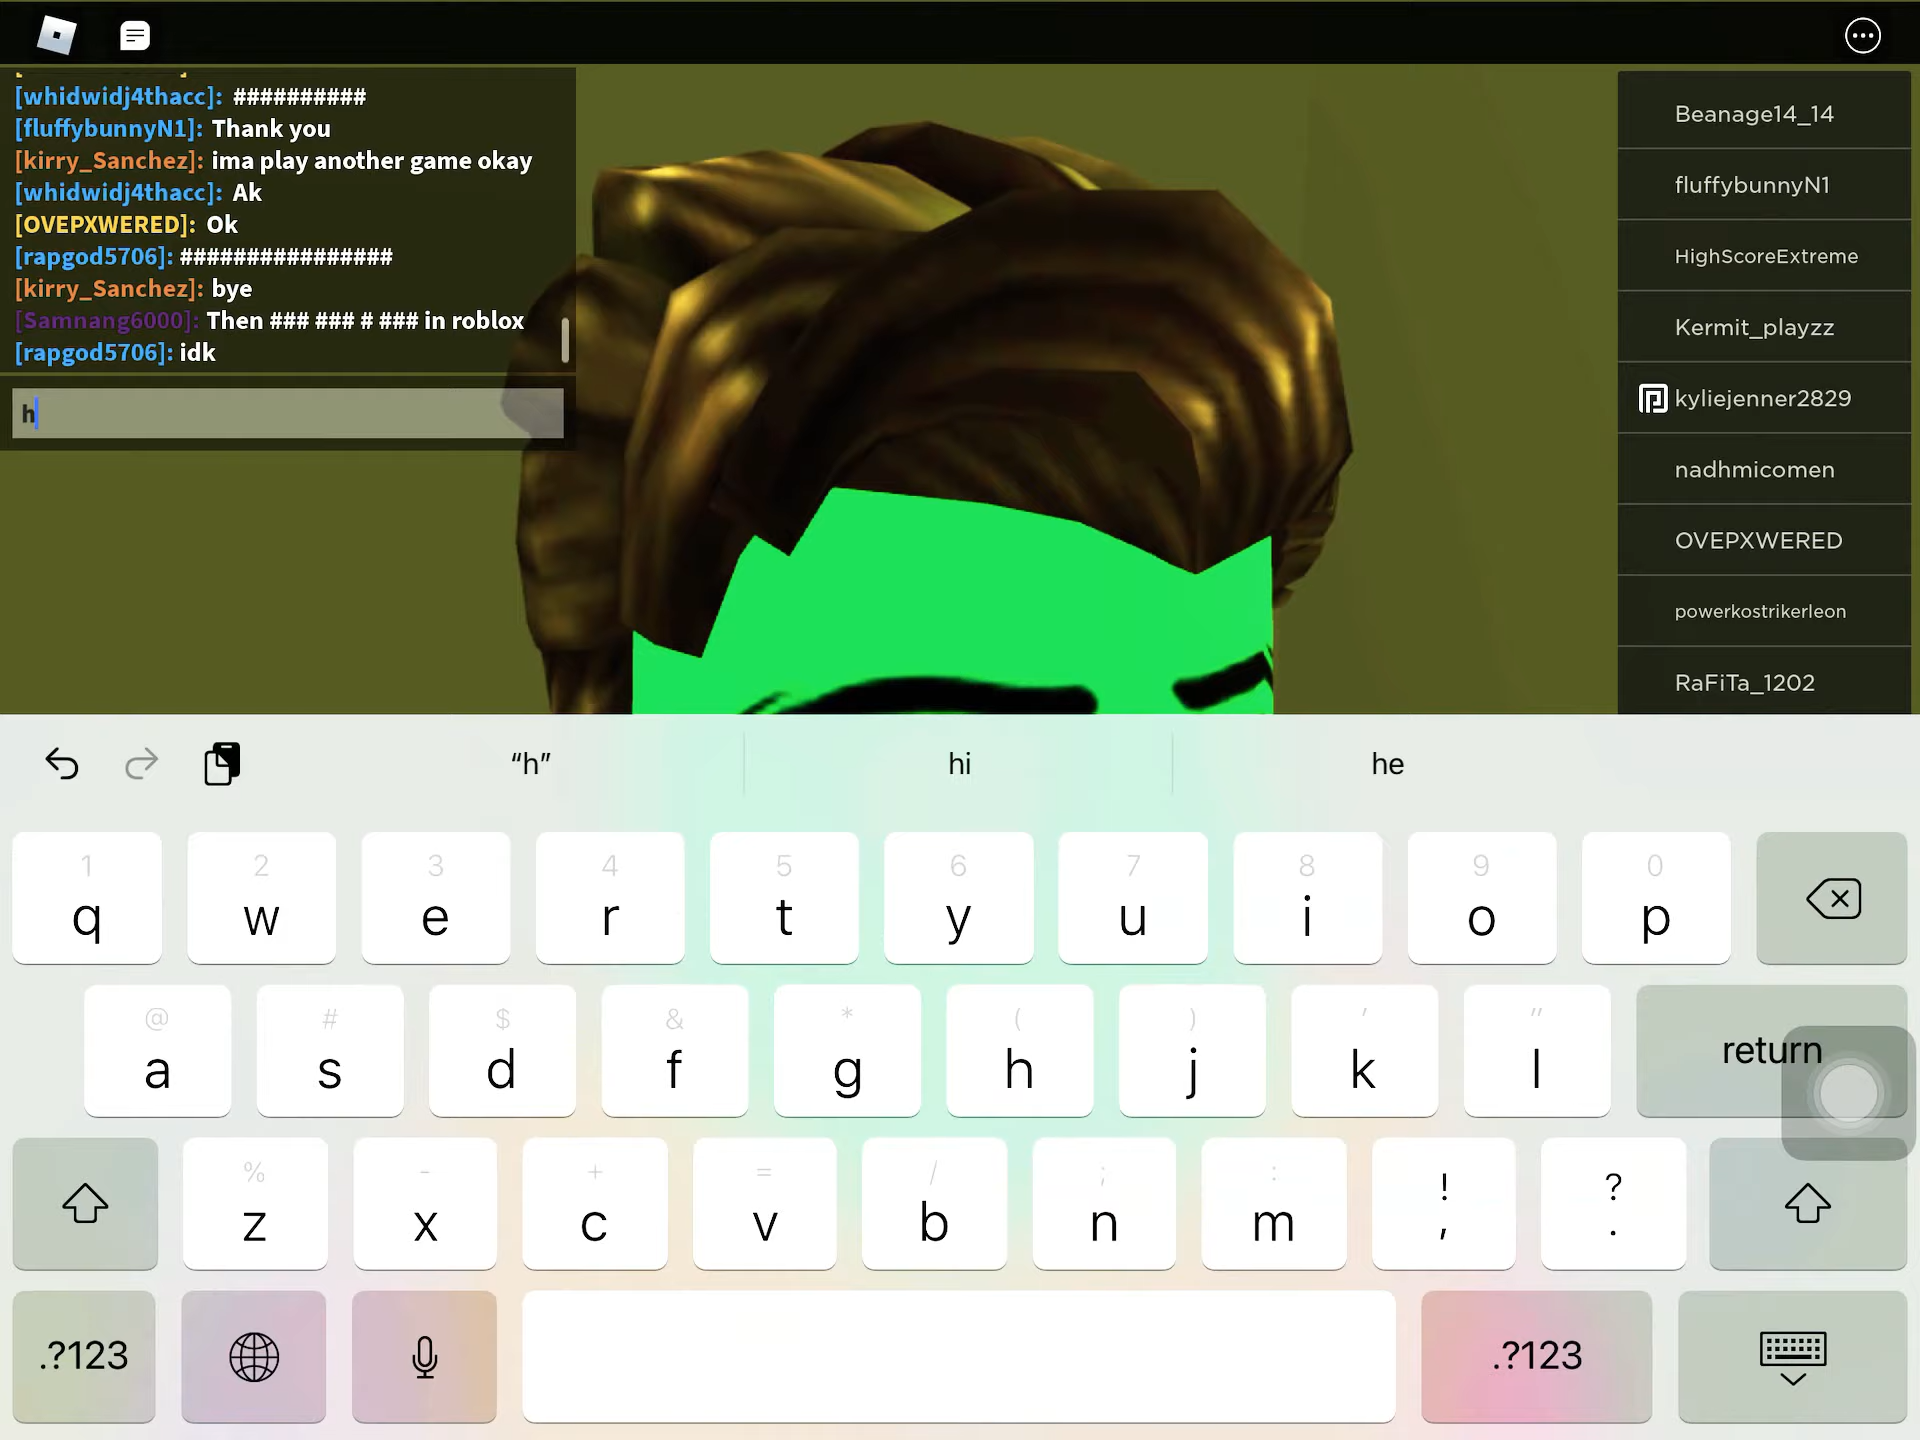 [whidwidj4thacc]: ##########
[fluffybunnyN1]: Thank you
[kirry_Sanchez]: ima play another game okay
[whidwidj4thacc]: Ak
[OVEPXWERED]: Ok
[rapgod5706]: ################
[kirry_Sanchez]: bye
[Samnang6000]: Then ### ### # ### in roblox
[rapgod5706]: idk
h
Beanage14_14
fluffybunnyN1
HighScoreExtreme
Kermit_playzz
kyliejenner2829
nadhmicomen
OVEPXWERED
powerkostrikerleon
RaFiTa_1202
“h” hi he
1 2 3 4 5 6 7 8 9 0
q w e r t y u i o p
@ # $ & * ( ) ' "
a s d f g h j k l return
% - + = / ; : ! ?
z x c v b n m , .
.?123 .?123